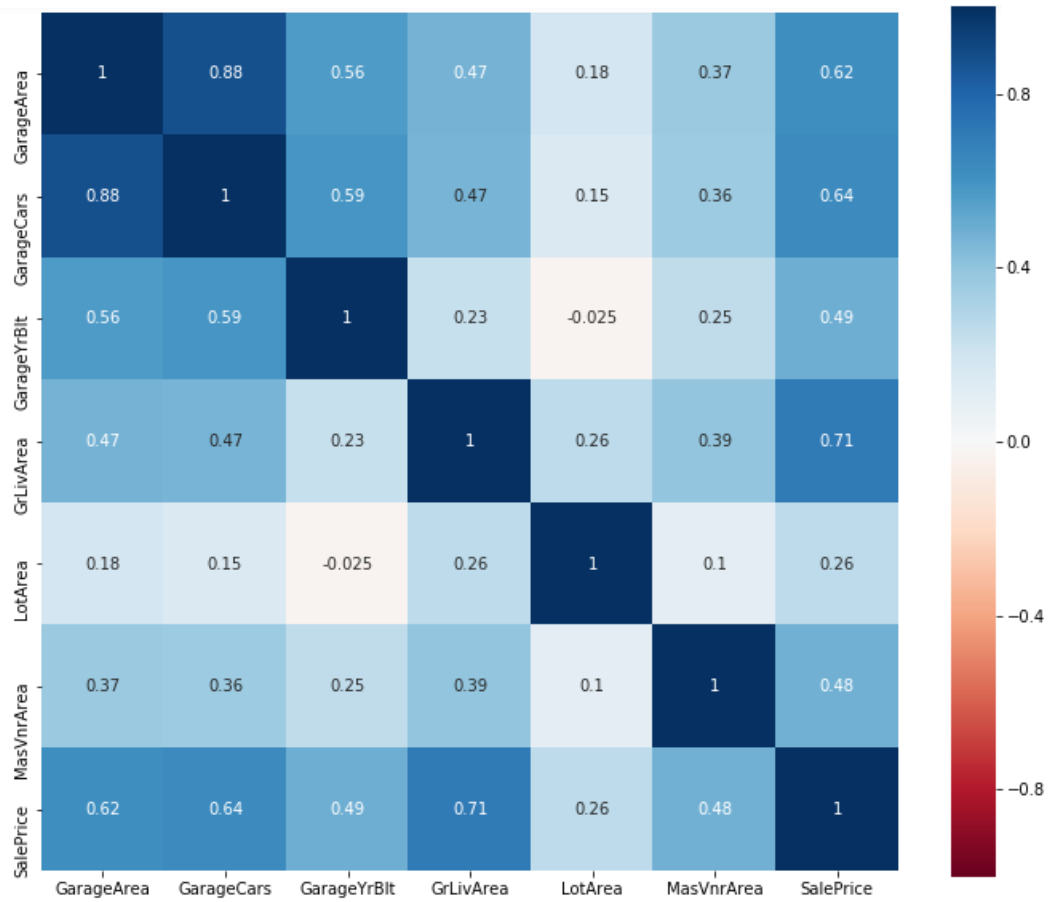 GarageArea 1 0.88 0.56 0.47 0.18 0.37 0.62
GarageCars 0.88 1 0.59 0.47 0.15 0.36 0.64
GarageYrBlt 0.56 0.59 1 0.23 -0.025 0.25 0.49
GrLivArea 0.47 0.47 0.23 1 0.26 0.39 0.71
LotArea 0.18 0.15 -0.025 0.26 1 0.1 0.26
MasVnrArea 0.37 0.36 0.25 0.39 0.1 1 0.48
SalePrice 0.62 0.64 0.49 0.71 0.26 0.48 1
GarageArea GarageCars GarageYrBlt GrLivArea LotArea MasVnrArea SalePrice
0.8
0.4
0.0
−0.4
−0.8